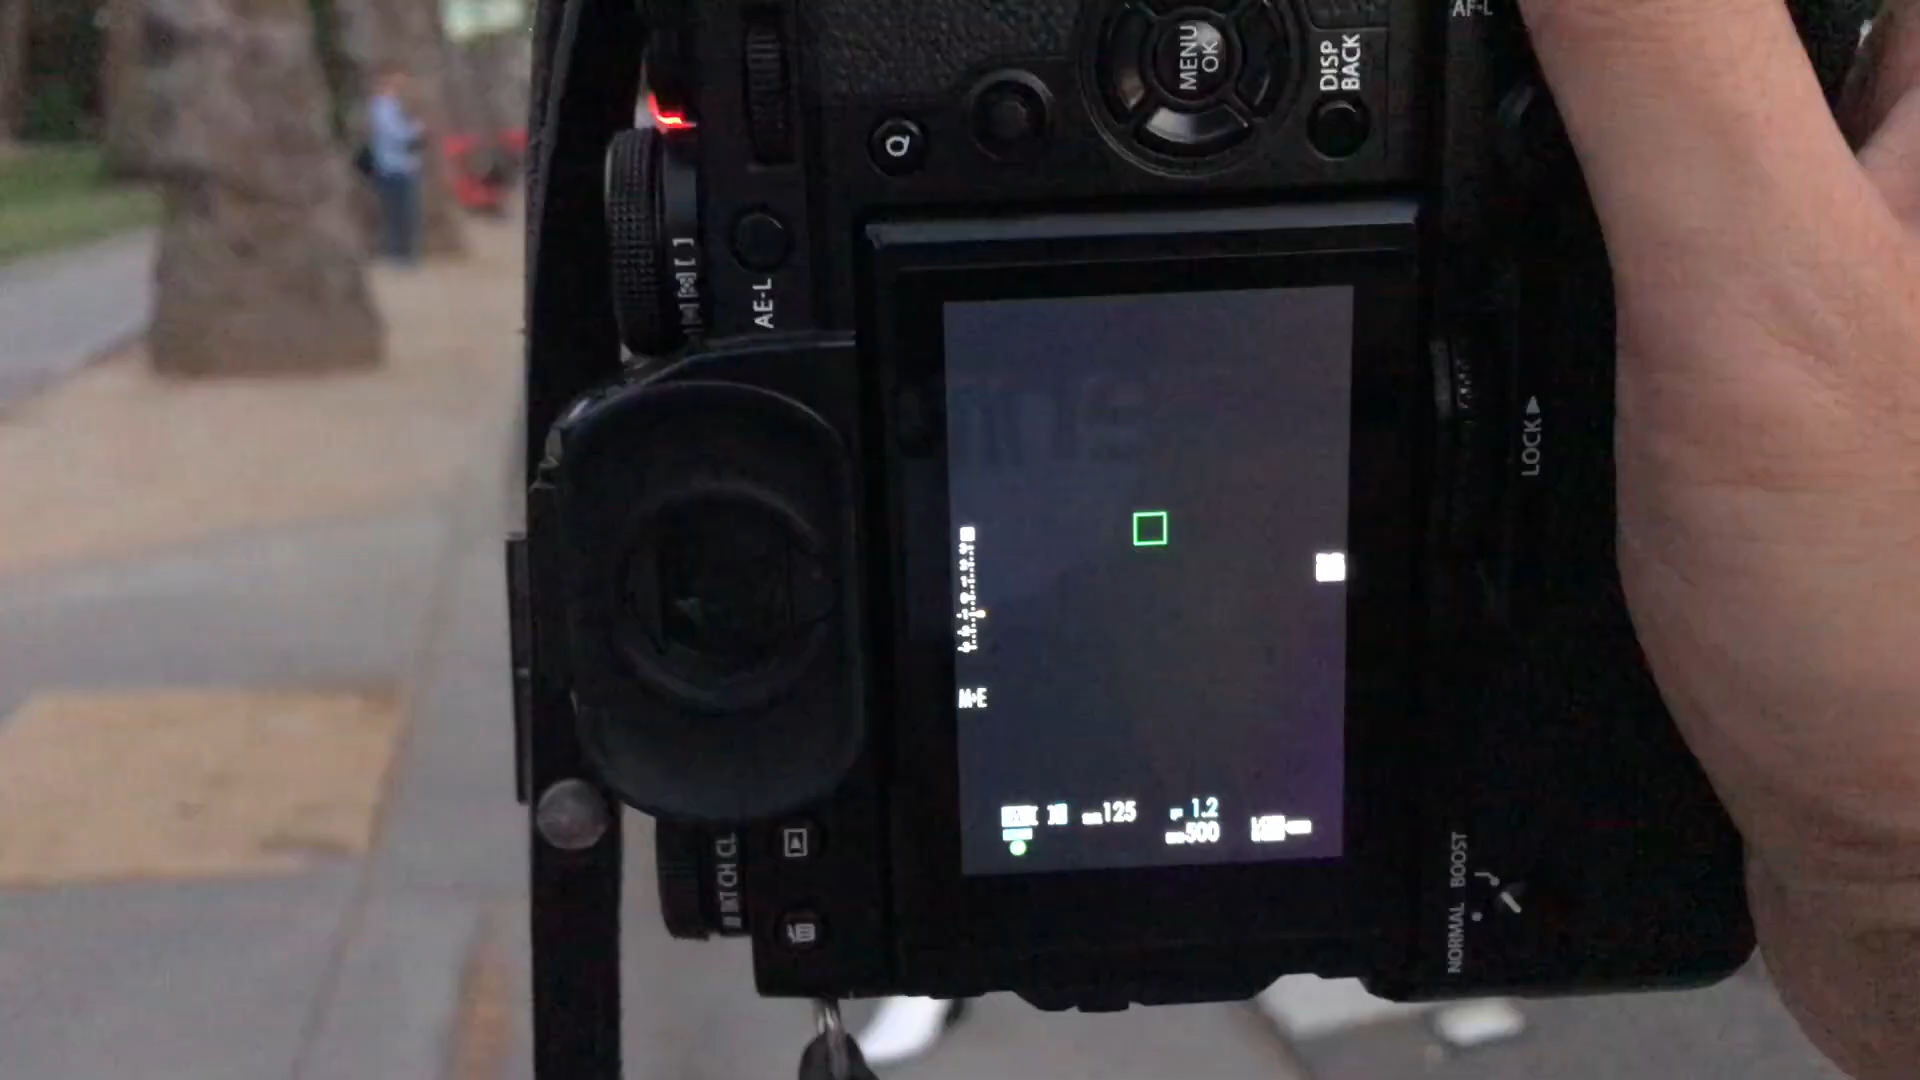 AF-L
MENU
OK
DISP
BACK
Q
AE-L
LOCK
125
1.2
500
CH CL
BOOST
NORMAL